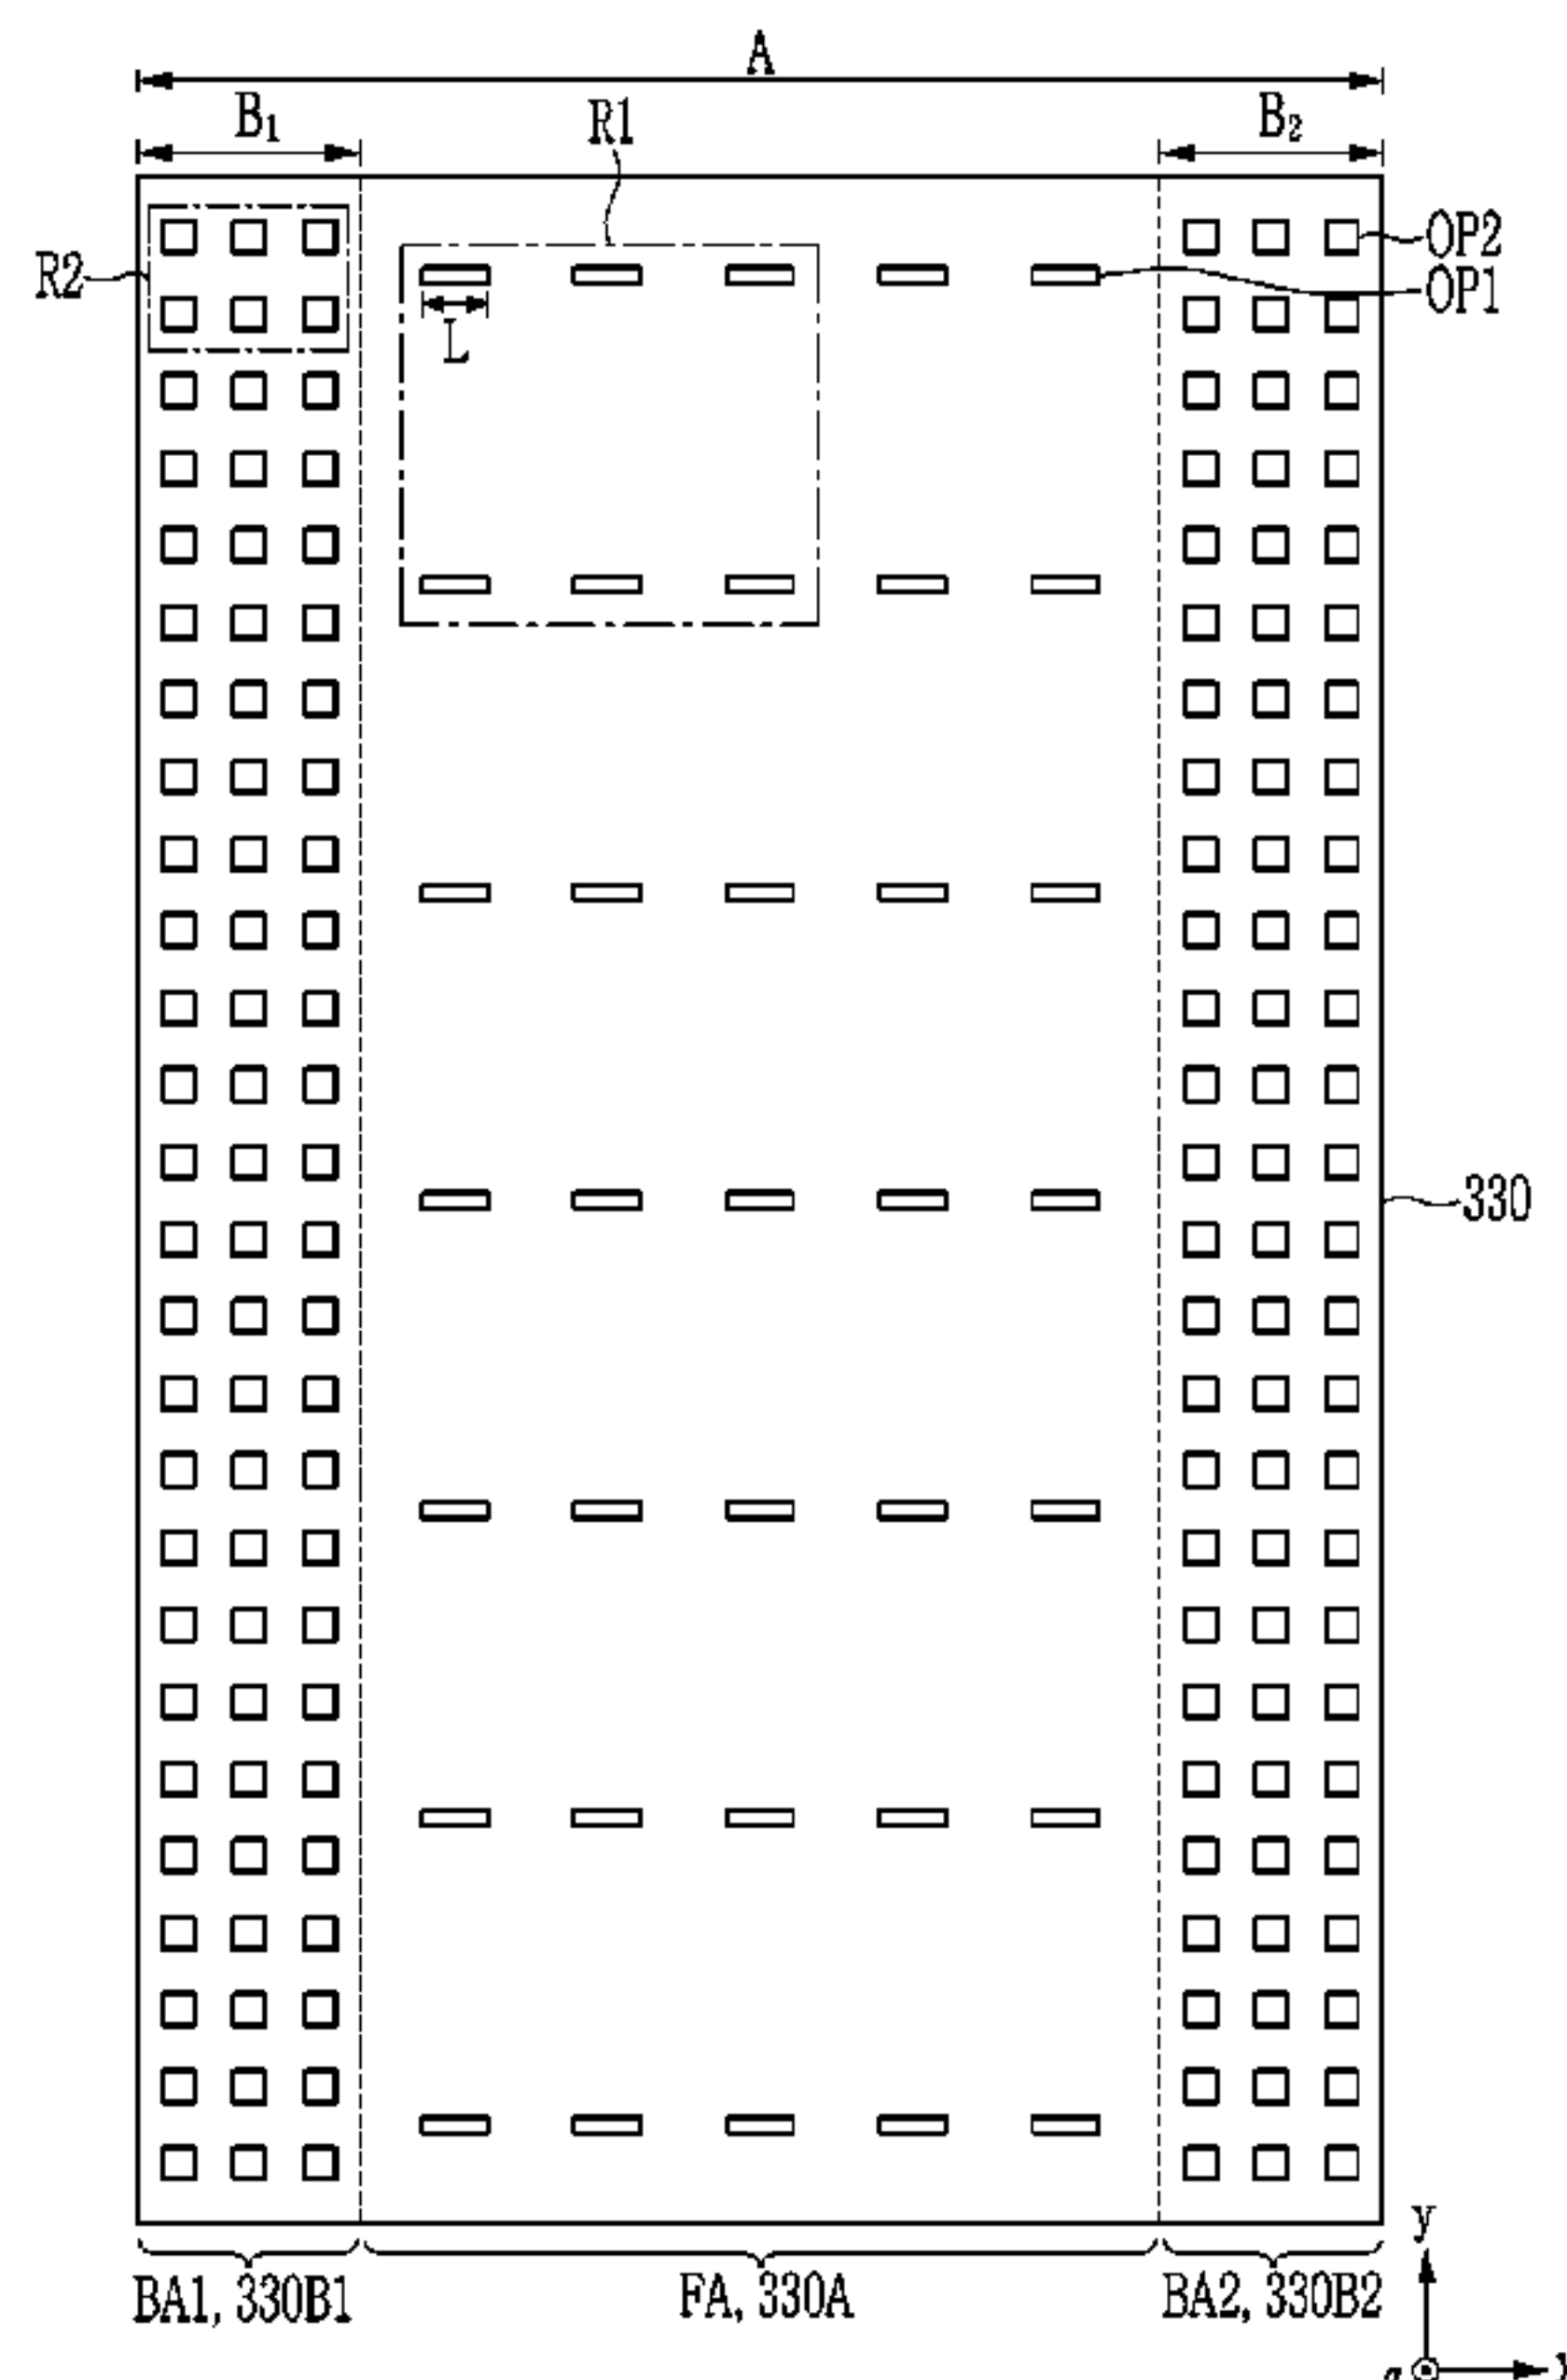 A
B₁
R1
B₂
R2
OP2
OP1
L
330
y
BA1, 330B1
FA, 330A
BA2, 330B2